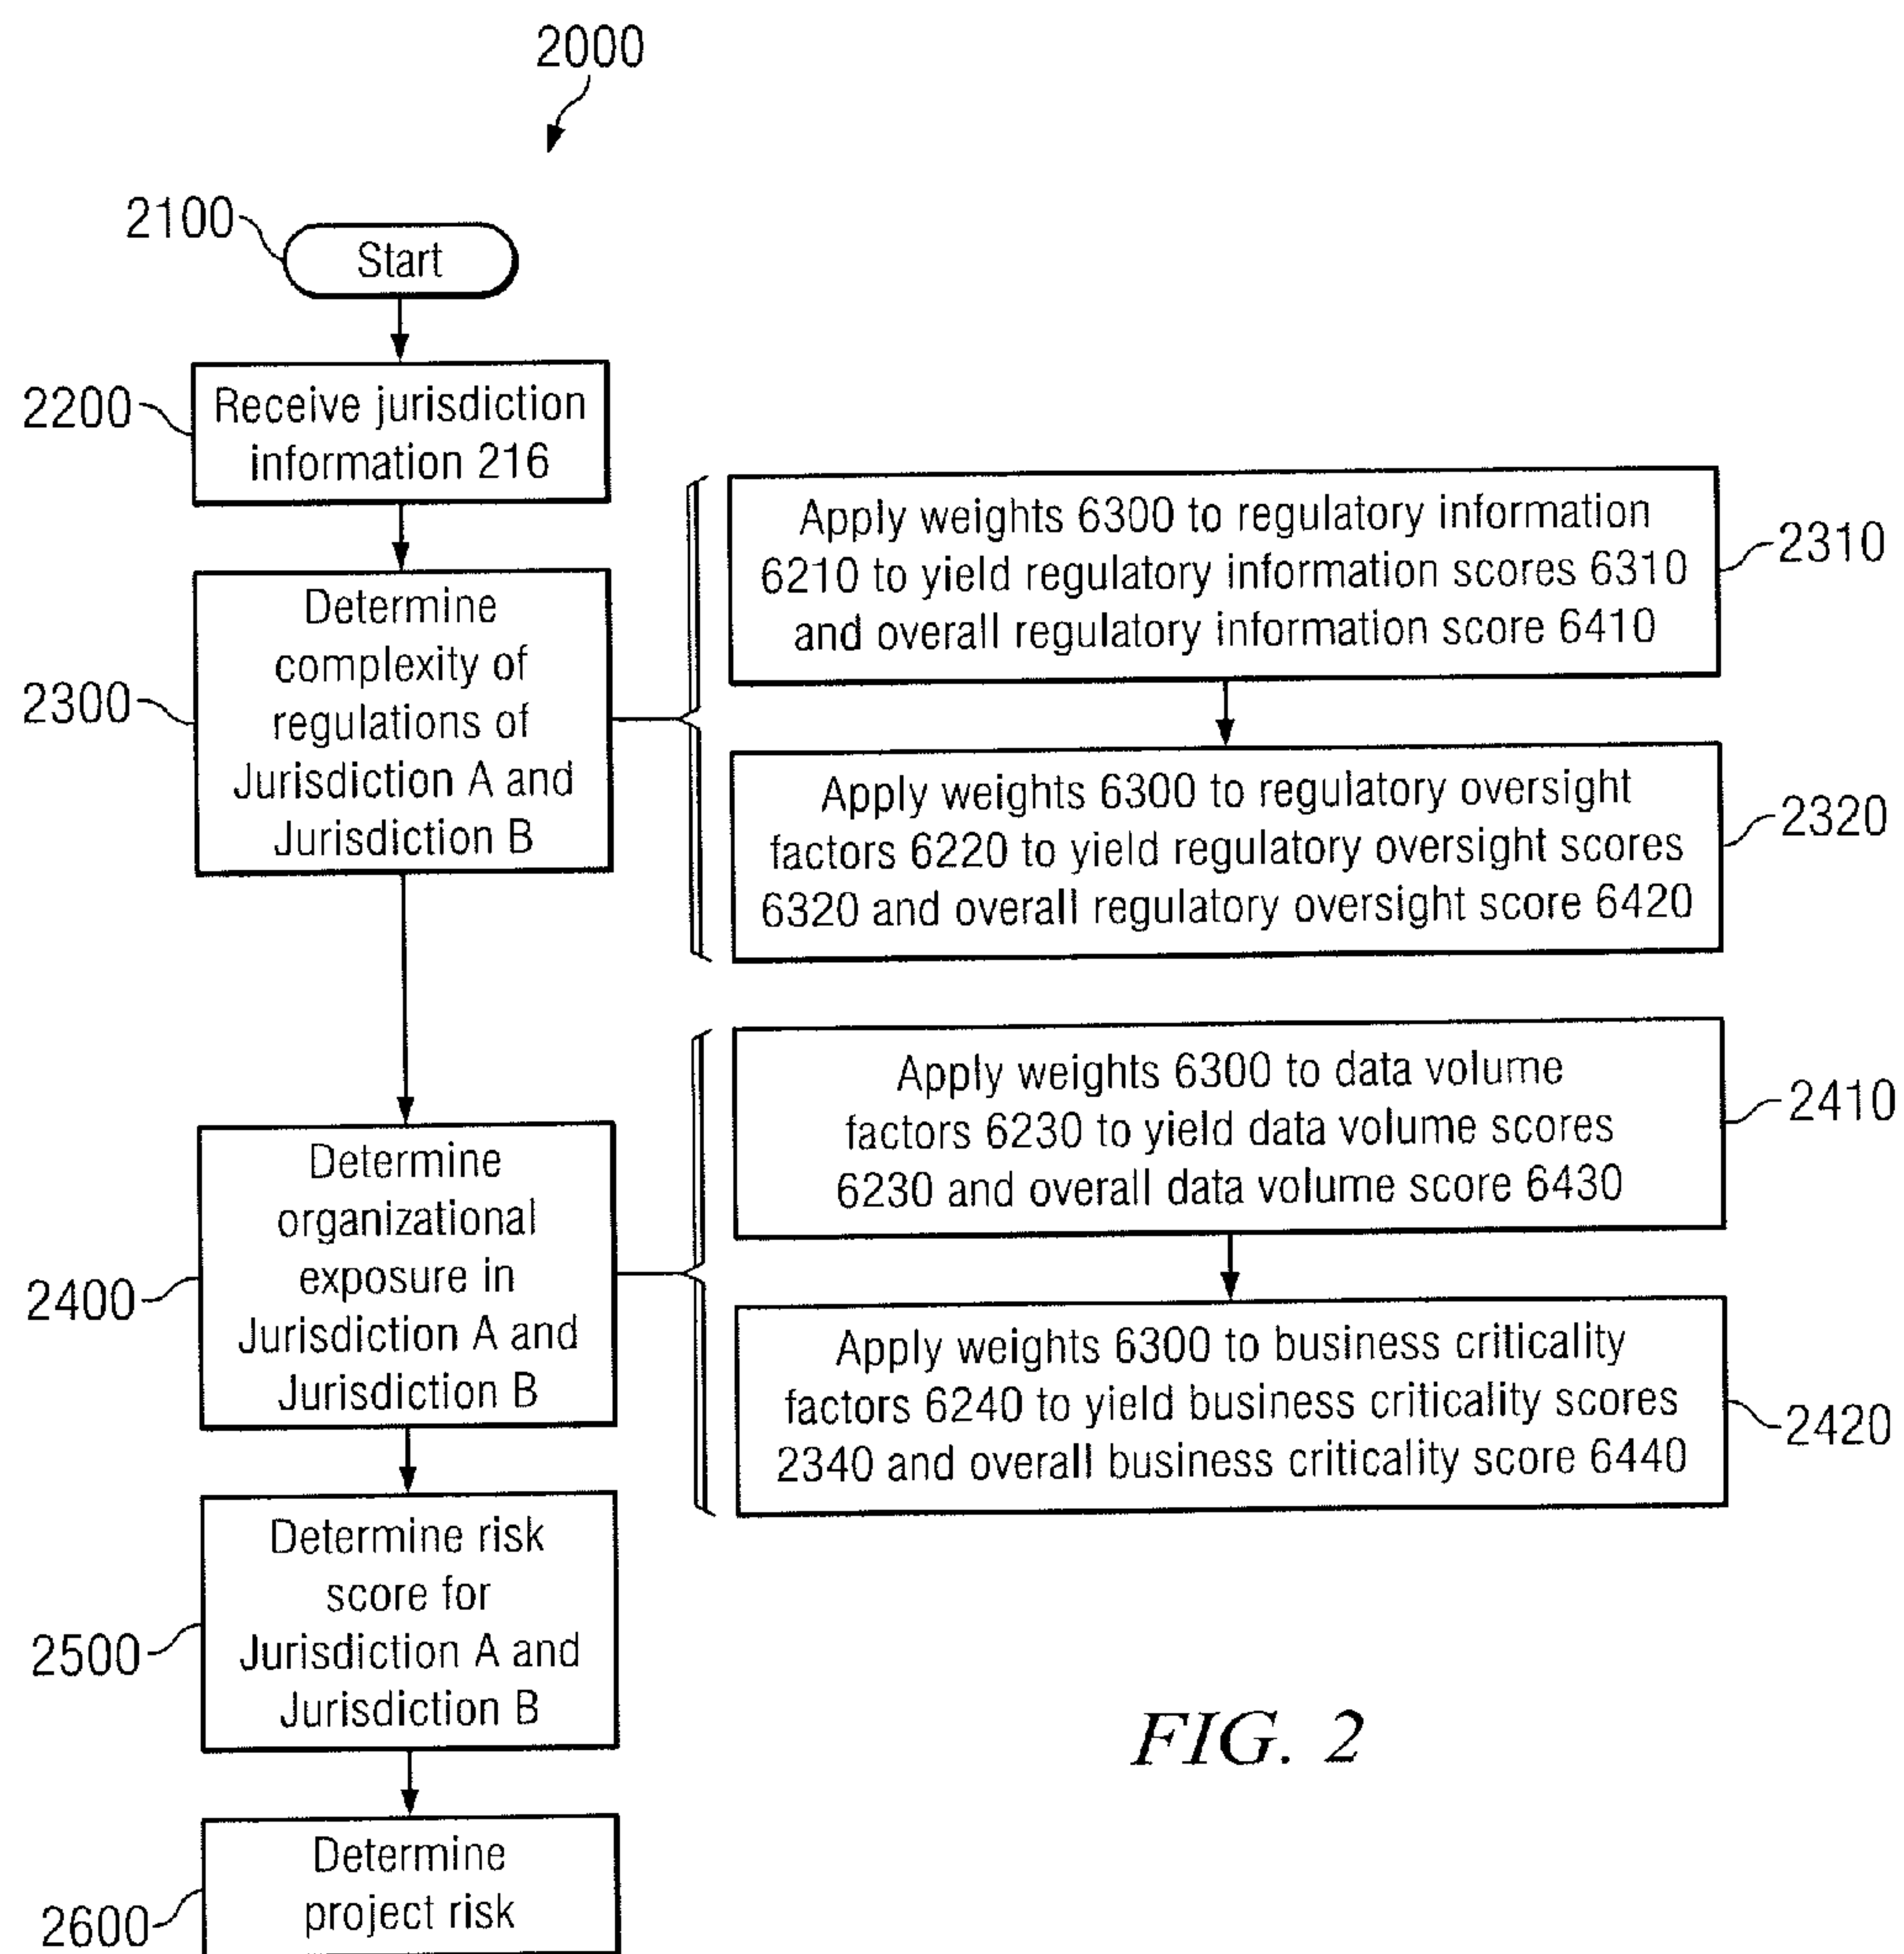 2000
2100
Start
2200
Receive jurisdiction
information 216
2300
Determine
complexity of
regulations of
Jurisdiction A and
Jurisdiction B
Apply weights 6300 to regulatory information
6210 to yield regulatory information scores 6310
and overall regulatory information score 6410
2310
Apply weights 6300 to regulatory oversight
factors 6220 to yield regulatory oversight scores
6320 and overall regulatory oversight score 6420
2320
2400
Determine
organizational
exposure in
Jurisdiction A and
Jurisdiction B
Apply weights 6300 to data volume
factors 6230 to yield data volume scores
6230 and overall data volume score 6430
2410
Apply weights 6300 to business criticality
factors 6240 to yield business criticality scores
2340 and overall business criticality score 6440
2420
2500
Determine risk
score for
Jurisdiction A and
Jurisdiction B
2600
Determine
project risk
FIG. 2